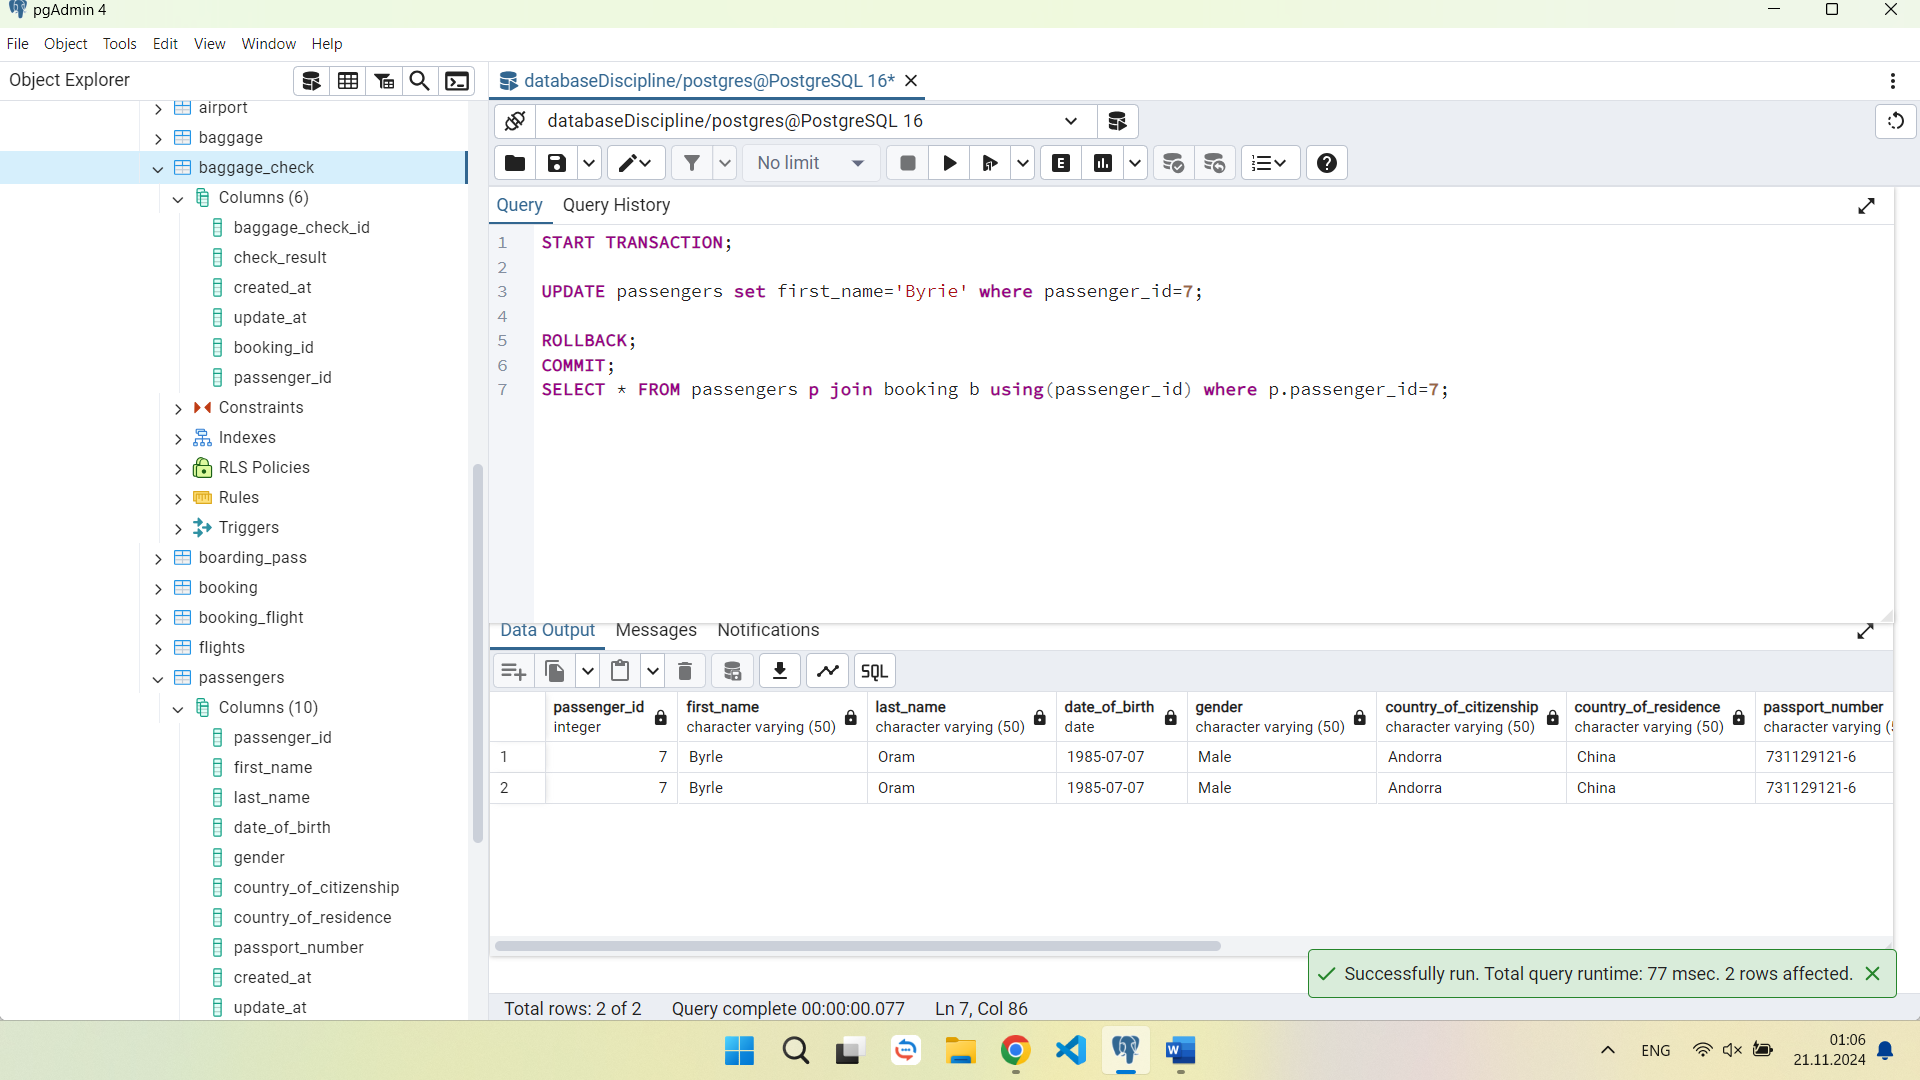 pgAdmin 4
File Object Tools Edit View Window Help
Object Explorer
databaseDiscipline/postgres@PostgreSQL 16*
databaseDiscipline/postgres@PostgreSQL 16
No limit
E
airport
baggage
baggage_check
Columns (6)
baggage_check_id
check_result
created_at
update_at
booking_id
passenger_id
Constraints
Indexes
RLS Policies
Rules
Triggers
boarding_pass
booking
booking_flight
flights
passengers
Columns (10)
passenger_id
first_name
last_name
date_of_birth
gender
country_of_citizenship
country_of_residence
passport_number
created_at
update_at
Query Query History
1 START TRANSACTION;
2
3 UPDATE passengers set first_name='Byrie' where passenger_id=7;
4
5 ROLLBACK;
6 COMMIT;
7 SELECT * FROM passengers p join booking b using(passenger_id) where p.passenger_id=7;
Data Output Messages Notifications
SQL
passenger_id first_name last_name date_of_birth gender country_of_citizenship country_of_residence passport_number
integer character varying (50) character varying (50) date character varying (50) character varying (50) character varying (50) character varying
1 7 Byrle Oram 1985-07-07 Male Andorra China 731129121-6
2 7 Byrle Oram 1985-07-07 Male Andorra China 731129121-6
Successfully run. Total query runtime: 77 msec. 2 rows affected.
Total rows: 2 of 2 Query complete 00:00:00.077 Ln 7, Col 86
W
ENG
01:06
21.11.2024